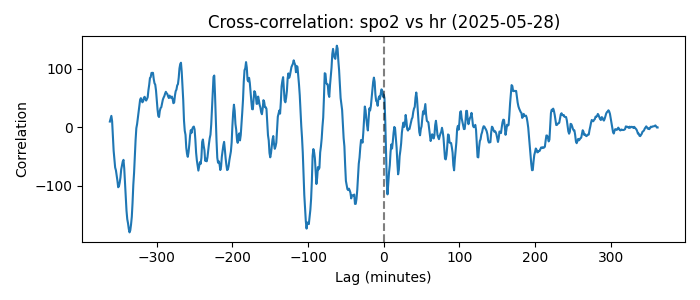 Cross-correlation: spo2 vs hr (2025-05-28)
Correlation
100
0
−100
−300 −200 −100 0 100 200 300
Lag (minutes)